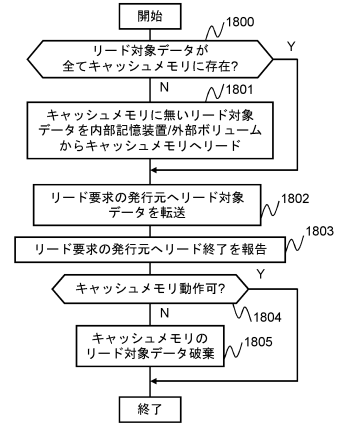 開始
1800
リード対象データが
全てキャッシュメモリに存在?
Y
N
1801
キャッシュメモリに無いリード対象
データを内部記憶装置/外部ボリューム
からキャッシュメモリへリード
リード要求の発行元へリード対象
データを転送
1802
1803
リード要求の発行元へリード終了を報告
キャッシュメモリ動作可?
Y
N
1804
キャッシュメモリの
リード対象データ破棄
1805
終了